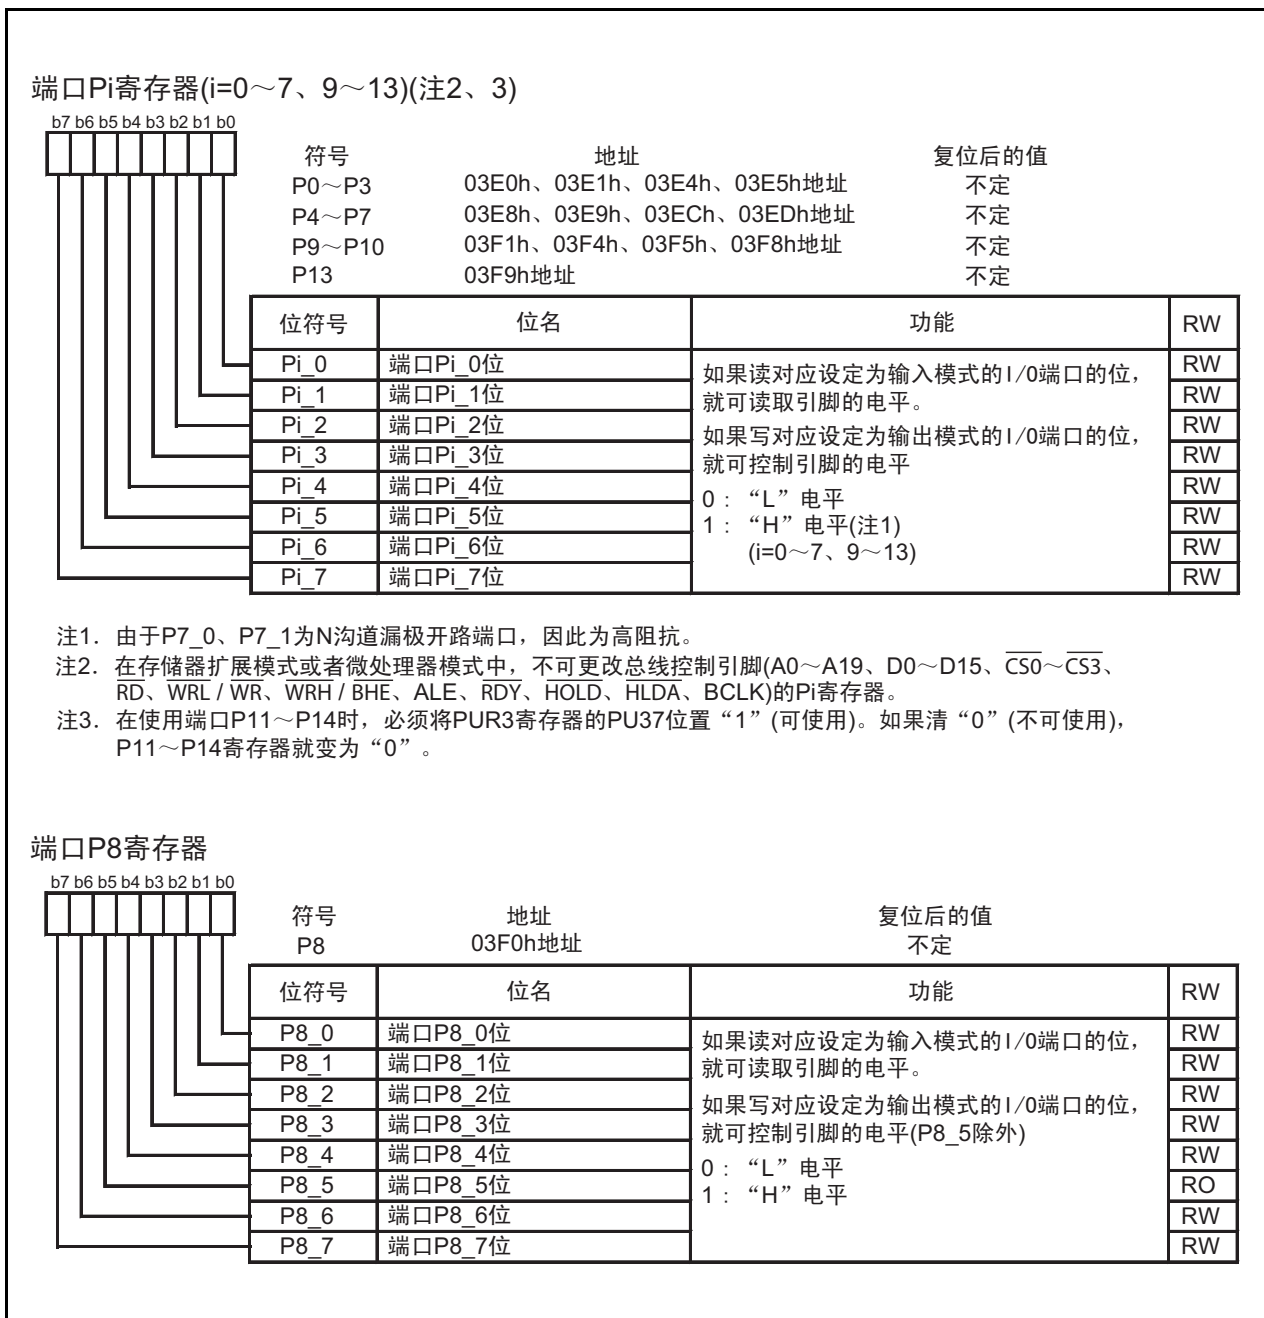 端口Pi寄存器(i=0～7、9～13)(注2、3)
b7 b6 b5 b4 b3 b2 b1 b0
符号 地址 复位后的值
P0～P3 03E0h、03E1h、03E4h、03E5h地址 不定
P4～P7 03E8h、03E9h、03ECh、03EDh地址 不定
P9～P10 03F1h、03F4h、03F5h、03F8h地址 不定
P13 03F9h地址 不定
位符号 位名 功能 RW
Pi_0 端口Pi_0位 RW
Pi_1 端口Pi_1位 RW
Pi_2 端口Pi_2位 RW
Pi_3 端口Pi_3位 RW
Pi_4 端口Pi_4位 RW
Pi_5 端口Pi_5位 RW
Pi_6 端口Pi_6位 RW
Pi_7 端口Pi_7位 RW
如果读对应设定为输入模式的I/O端口的位，
就可读取引脚的电平。
如果写对应设定为输出模式的I/O端口的位，
就可控制引脚的电平
0：“L”电平
1：“H”电平(注1)
(i=0～7、9～13)
注1. 由于P7_0、P7_1为N沟道漏极开路端口，因此为高阻抗。
注2. 在存储器扩展模式或者微处理器模式中，不可更改总线控制引脚(A0～A19、D0～D15、C̅S̅0̅～C̅S̅3̅、
R̅D̅、W̅R̅L̅ / W̅R̅、W̅R̅H̅ / B̅H̅E̅、ALE、R̅D̅Y̅、H̅O̅L̅D̅、H̅L̅D̅A̅、BCLK)的Pi寄存器。
注3. 在使用端口P11～P14时，必须将PUR3寄存器的PU37位置“1”(可使用)。如果清“0”(不可使用)，
P11～P14寄存器就变为“0”。
端口P8寄存器
b7 b6 b5 b4 b3 b2 b1 b0
符号 地址 复位后的值
P8 03F0h地址 不定
位符号 位名 功能 RW
P8_0 端口P8_0位 RW
P8_1 端口P8_1位 RW
P8_2 端口P8_2位 RW
P8_3 端口P8_3位 RW
P8_4 端口P8_4位 RW
P8_5 端口P8_5位 RO
P8_6 端口P8_6位 RW
P8_7 端口P8_7位 RW
如果读对应设定为输入模式的I/O端口的位，
就可读取引脚的电平。
如果写对应设定为输出模式的I/O端口的位，
就可控制引脚的电平(P8_5除外)
0：“L”电平
1：“H”电平